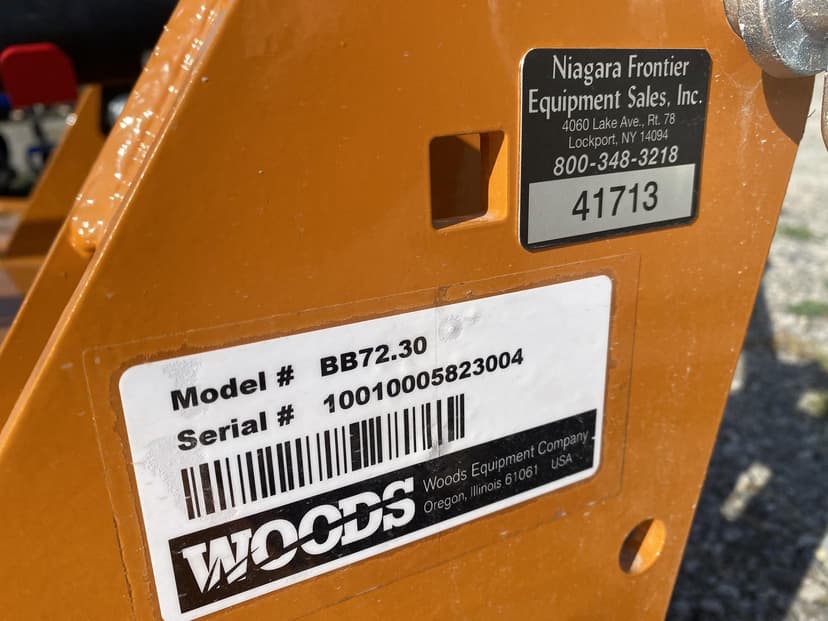 Niagara Frontier
Equipment Sales, Inc.
4060 Lake Ave., Rt. 78
Lockport, NY 14094
800-348-3218
41713
Model # BB72.30
Serial # 10010005823004
WOODS
Woods Equipment Company
Oregon, Illinois 61061 USA